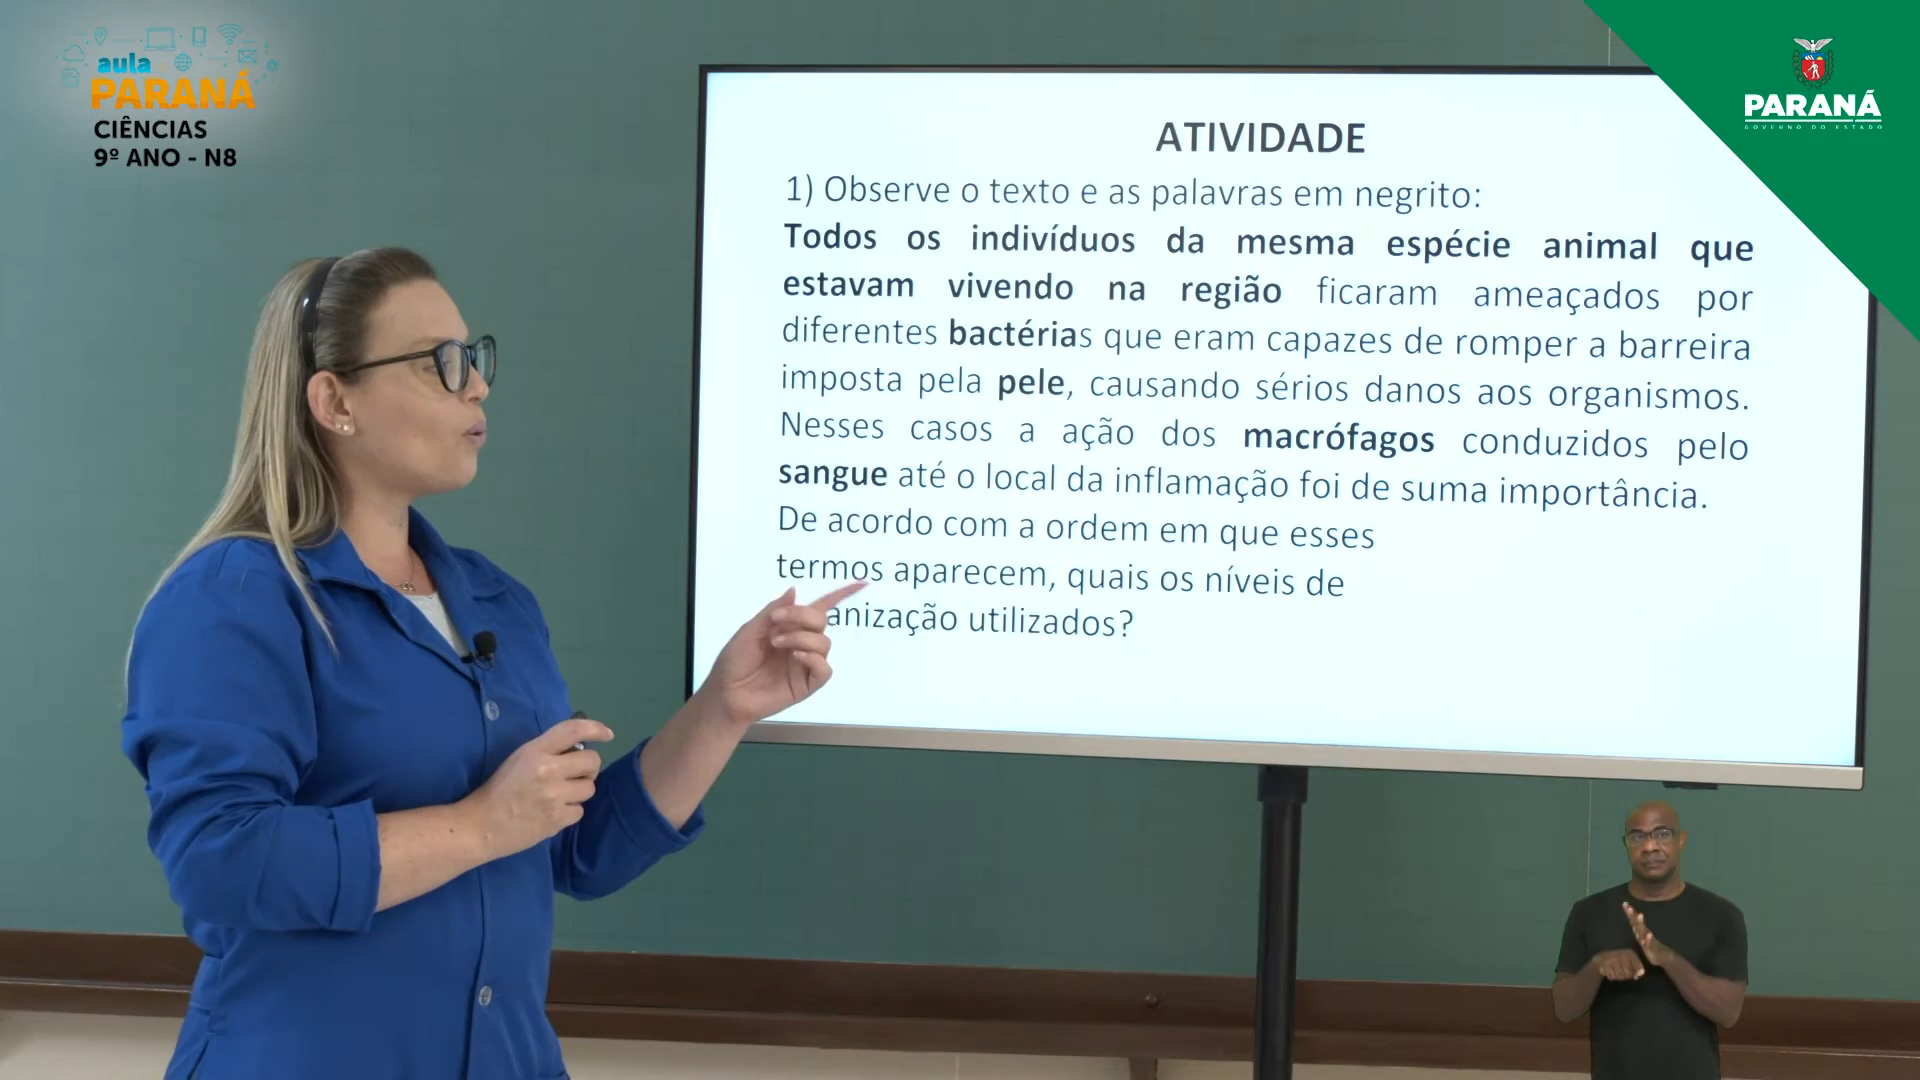 aula
PARANÁ
CIÊNCIAS
9º ANO - N8
PARANÁ
GOVERNO DO ESTADO
ATIVIDADE
1) Observe o texto e as palavras em negrito:
Todos os indivíduos da mesma espécie animal que
estavam vivendo na região ficaram ameaçados por
diferentes bactérias que eram capazes de romper a barreira
imposta pela pele, causando sérios danos aos organismos.
Nesses casos a ação dos macrófagos conduzidos pelo
sangue até o local da inflamação foi de suma importância.
De acordo com a ordem em que esses
termos aparecem, quais os níveis de
anização utilizados?